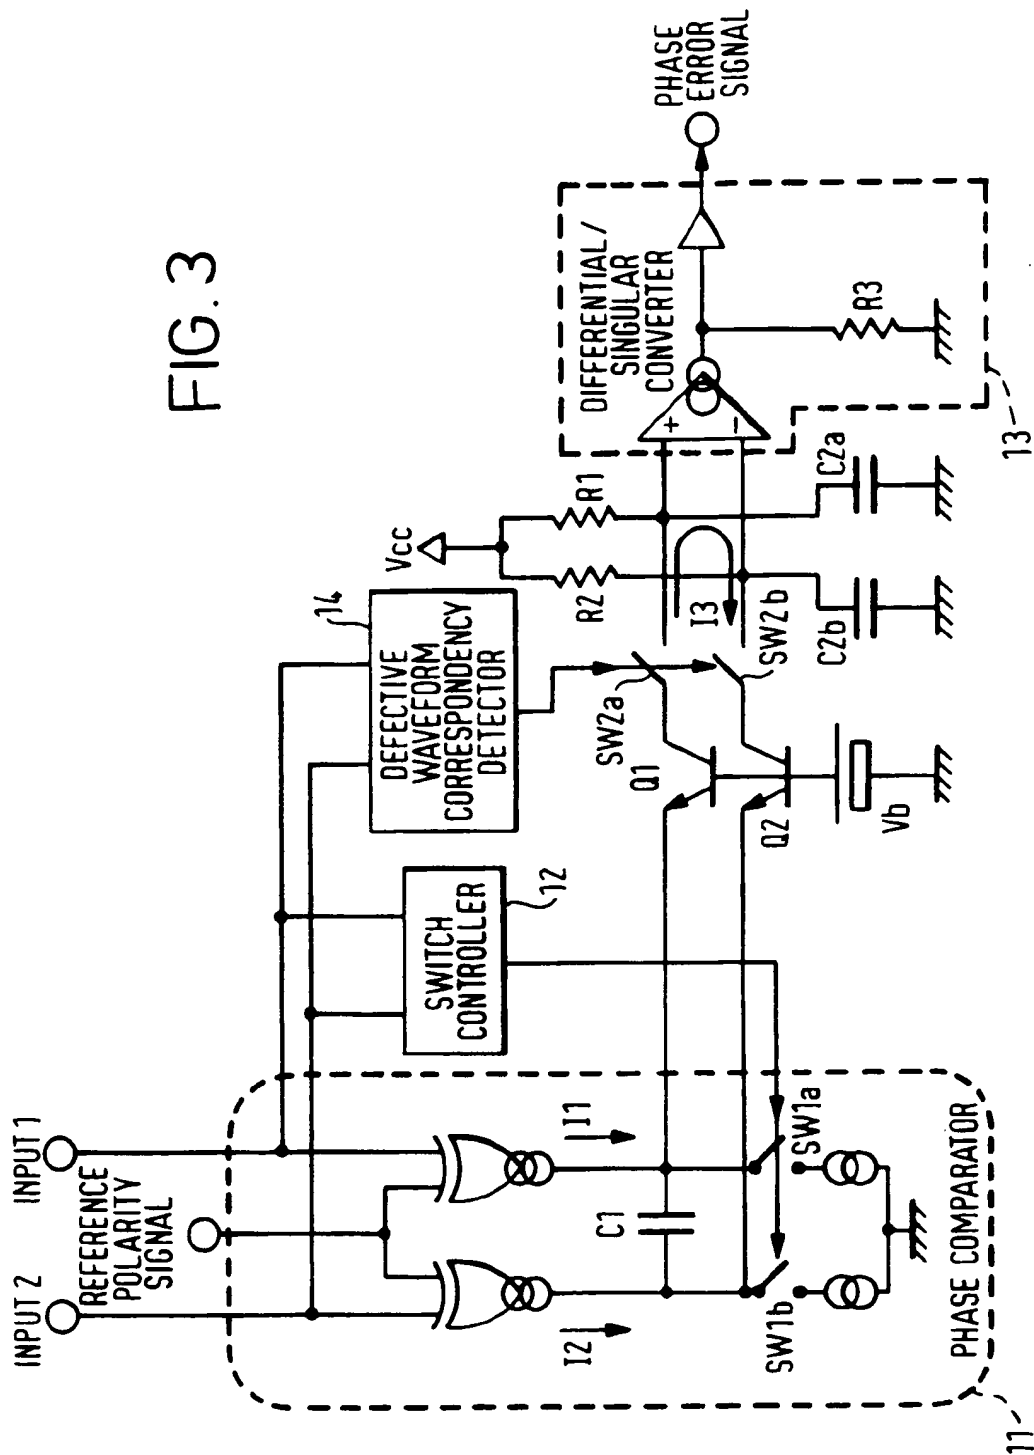 FIG. 3
INPUT 1
INPUT 2
REFERENCE
POLARITY
SIGNAL
I1
I2
C1
SW1a
SW1b
PHASE COMPARATOR
11
SWITCH
CONTROLLER
12
DEFECTIVE
WAVEFORM
CORRESPONDENCY
DETECTOR
14
Q1
Q2
Vb
SW2a
SW2b
I3
Vcc
R1
R2
C2a
C2b
DIFFERENTIAL/
SINGULAR
CONVERTER
+
−
R3
13
PHASE
ERROR
SIGNAL